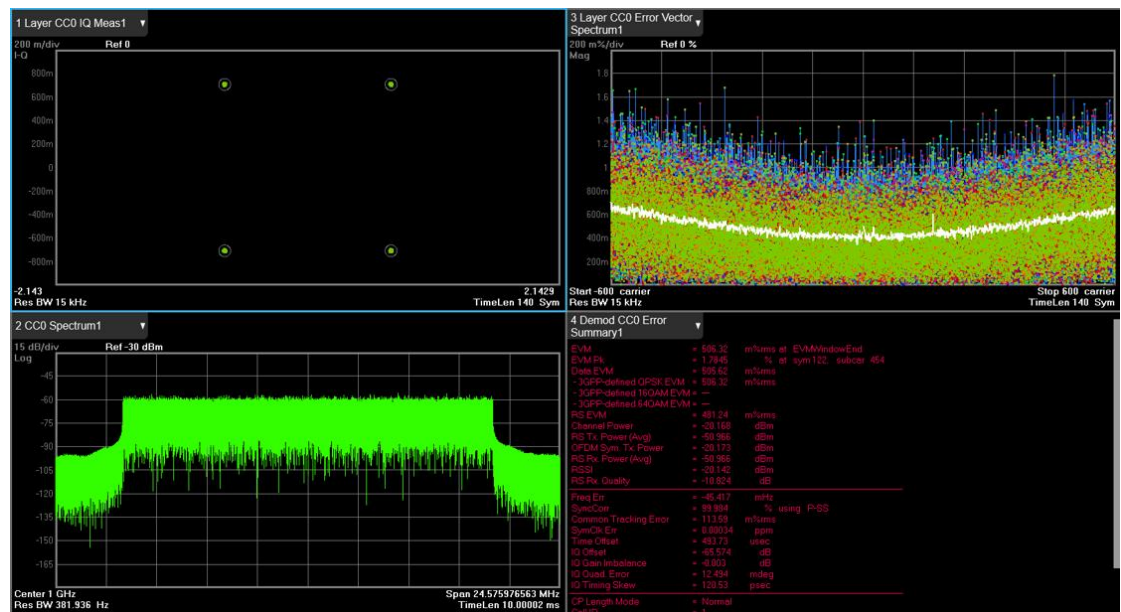 1 Layer CC0 IQ Meas1
200 m/div Ref 0
I-Q
800m
600m
400m
200m
0
-200m
-400m
-600m
-800m
-2.143 2.1429
Res BW 15 kHz TimeLen 140 Sym
3 Layer CC0 Error Vector
Spectrum1
200 m%/div Ref 0 %
Mag
1.8
1.6
1.4
1.2
1
800m
600m
400m
200m
Start -600 carrier Stop 600 carrier
Res BW 15 kHz TimeLen 140 Sym
2 CC0 Spectrum1
15 dB/div Ref -30 dBm
Log
-45
-60
-75
-90
-105
-120
-135
-150
-165
Center 1 GHz Span 24.575976563 MHz
Res BW 381.936 Hz TimeLen 10.00002 ms
4 Demod CC0 Error
Summary1
EVM = 506.32 m%rms at EVMWindowEnd
EVM Pk = 1.7845 % at sym 122, subcar 454
Data EVM = 505.62 m%rms
- 3GPP-defined QPSK EVM = 506.32 m%rms
- 3GPP-defined 16QAM EVM = —
- 3GPP-defined 64QAM EVM = —
RS EVM = 481.24 m%rms
Channel Power = -20.168 dBm
RS Tx. Power (Avg) = -50.966 dBm
OFDM Sym. Tx. Power = -20.173 dBm
RS Rx. Power (Avg) = -50.966 dBm
RSSI = -20.142 dBm
RS Rx. Quality = -10.824 dB
Freq Err = -45.417 mHz
SyncCorr = 99.984 % using P-SS
Common Tracking Error = 113.59 m%rms
SymClk Err = 0.00034 ppm
Time Offset = 493.73 usec
IQ Offset = -65.574 dB
IQ Gain Imbalance = -0.003 dB
IQ Quad. Error = 12.494 mdeg
IQ Timing Skew = 128.53 psec
CP Length Mode = Normal